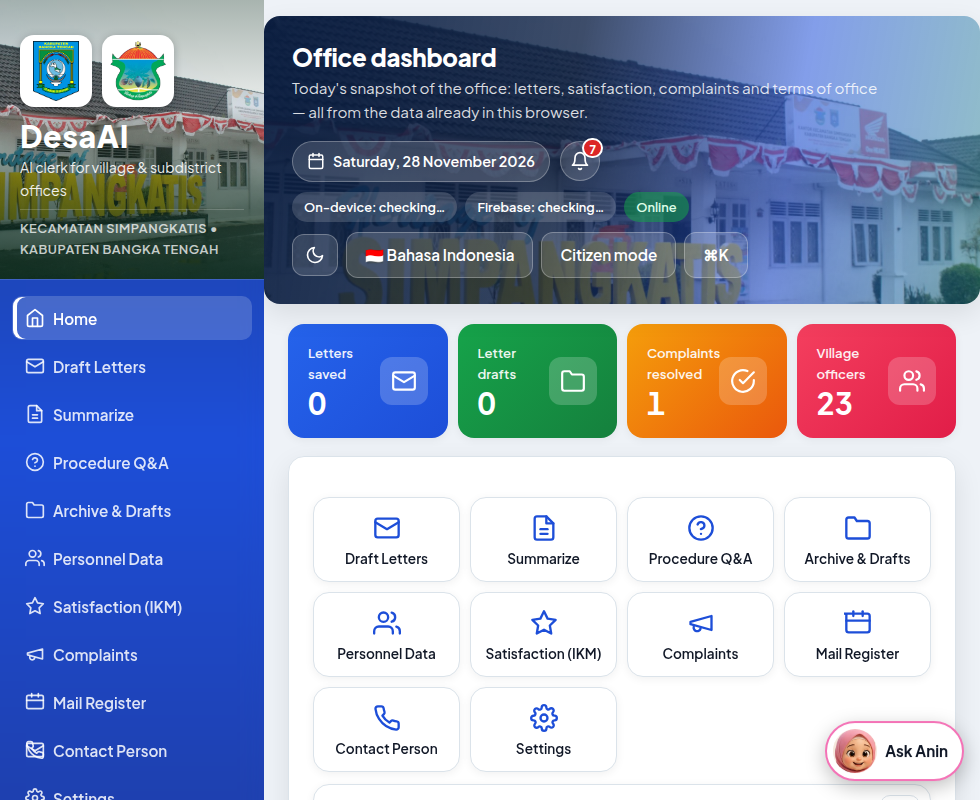 DesaAI
AI clerk for village & subdistrict
offices
KECAMATAN SIMPANGKATIS •
KABUPATEN BANGKA TENGAH
Home
Draft Letters
Summarize
Procedure Q&A
Archive & Drafts
Personnel Data
Satisfaction (IKM)
Complaints
Mail Register
Contact Person
Settings
Office dashboard
Today's snapshot of the office: letters, satisfaction, complaints and terms of office
— all from the data already in this browser.
Saturday, 28 November 2026
7
On-device: checking…
Firebase: checking…
Online
🇮🇩 Bahasa Indonesia
Citizen mode
⌘K
SIMPANGKATIS
Letters
saved
0
Letter
drafts
0
Complaints
resolved
1
Village
officers
23
Draft Letters
Summarize
Procedure Q&A
Archive & Drafts
Personnel Data
Satisfaction (IKM)
Complaints
Mail Register
Contact Person
Settings
Ask Anin